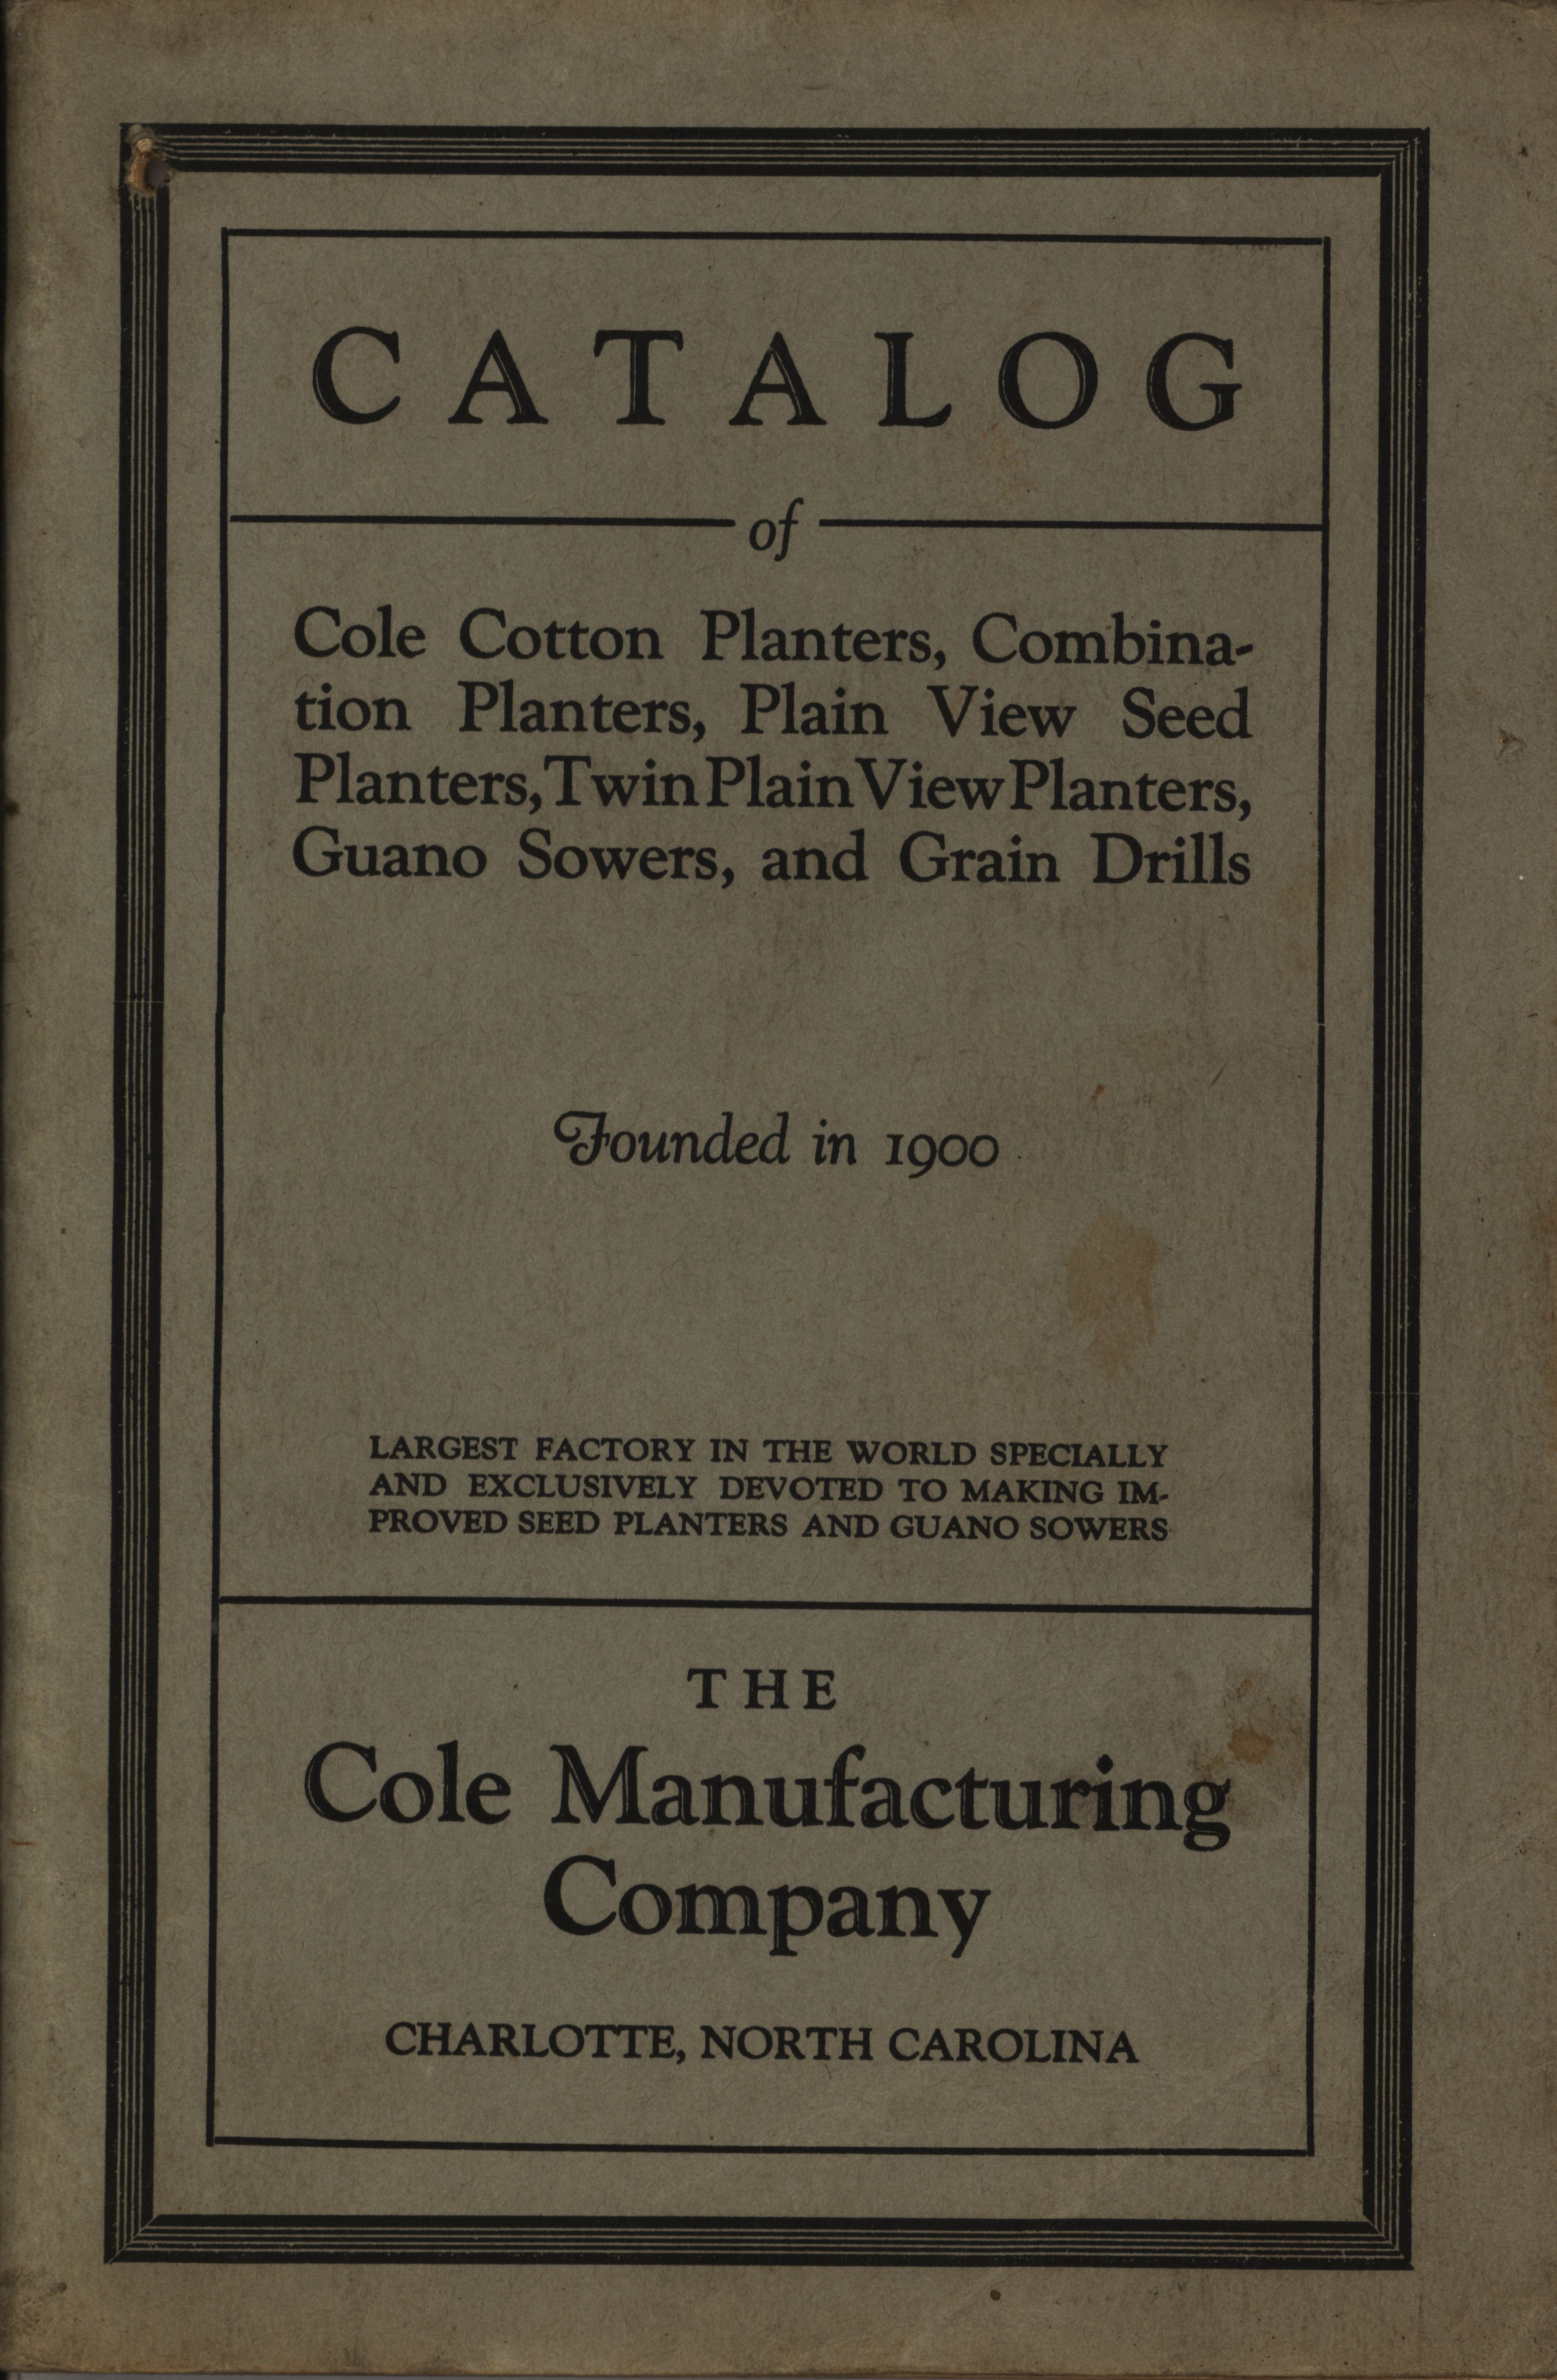 CATALOG
of
Cole Cotton Planters, Combina-
tion Planters, Plain View Seed
Planters, Twin Plain View Planters,
Guano Sowers, and Grain Drills
Founded in 1900
LARGEST FACTORY IN THE WORLD SPECIALLY
AND EXCLUSIVELY DEVOTED TO MAKING IM-
PROVED SEED PLANTERS AND GUANO SOWERS
THE
Cole Manufacturing
Company
CHARLOTTE, NORTH CAROLINA